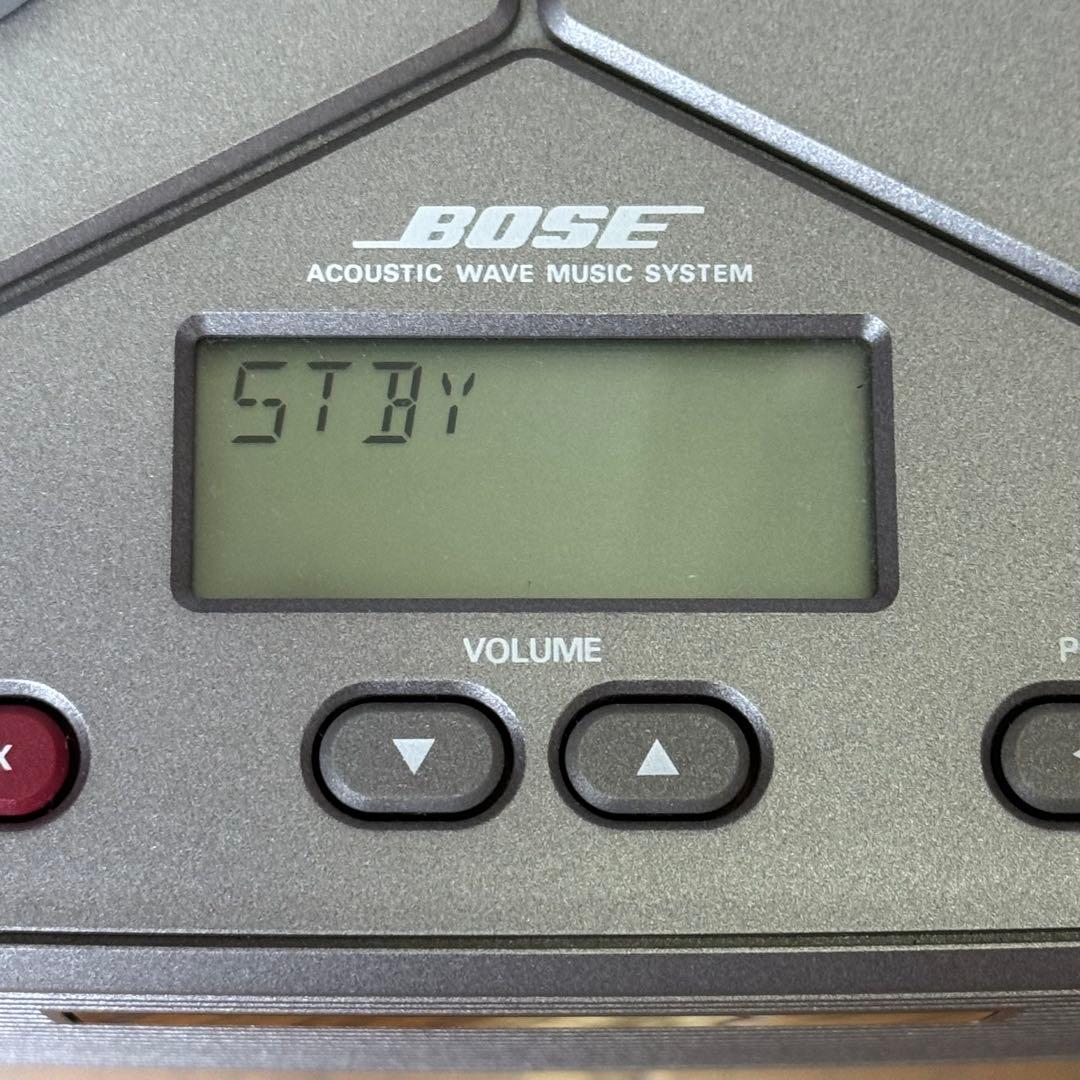 BOSE
ACOUSTIC WAVE MUSIC SYSTEM
STBY
VOLUME